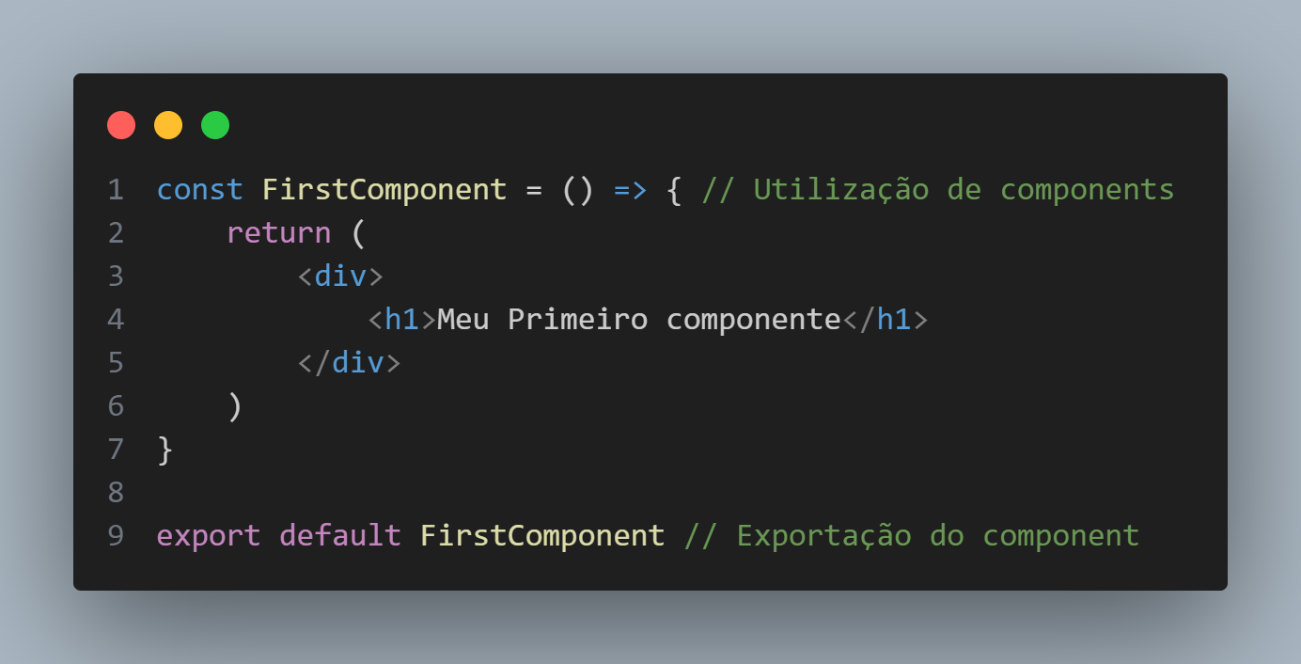 1 const FirstComponent = () => { // Utilização de components
2     return (
3         <div>
4             <h1>Meu Primeiro componente</h1>
5         </div>
6     )
7 }
8
9 export default FirstComponent // Exportação do component